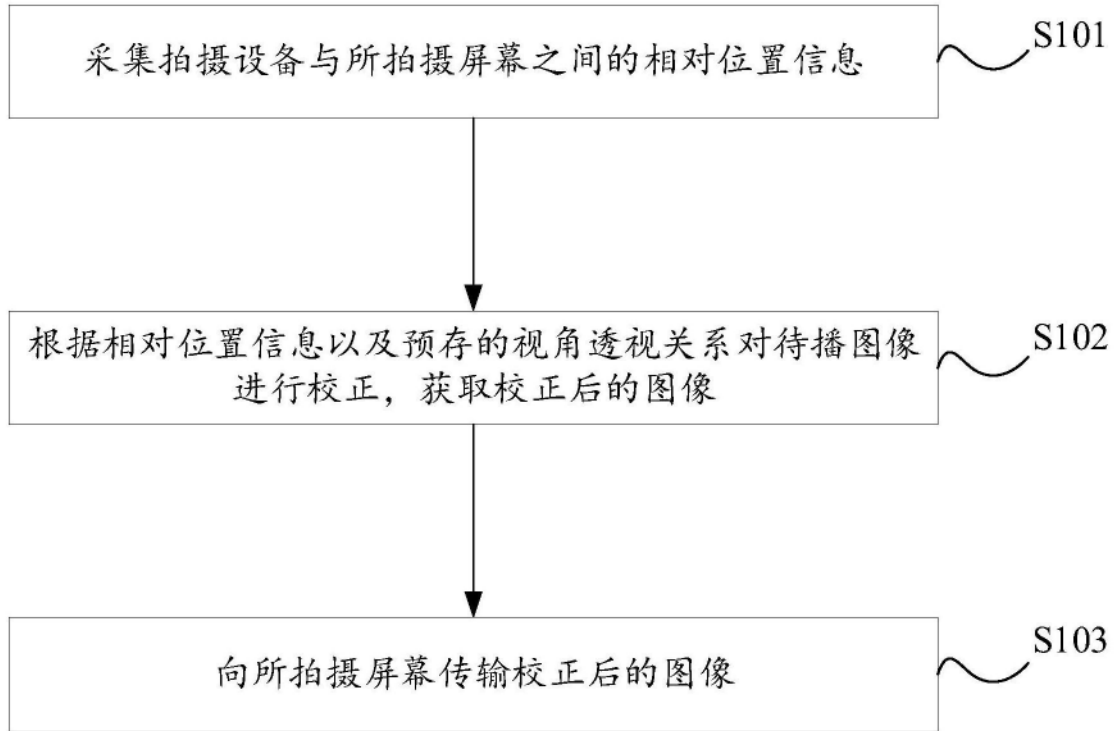 采集拍摄设备与所拍摄屏幕之间的相对位置信息
S101
根据相对位置信息以及预存的视角透视关系对待播图像
进行校正，获取校正后的图像
S102
向所拍摄屏幕传输校正后的图像
S103